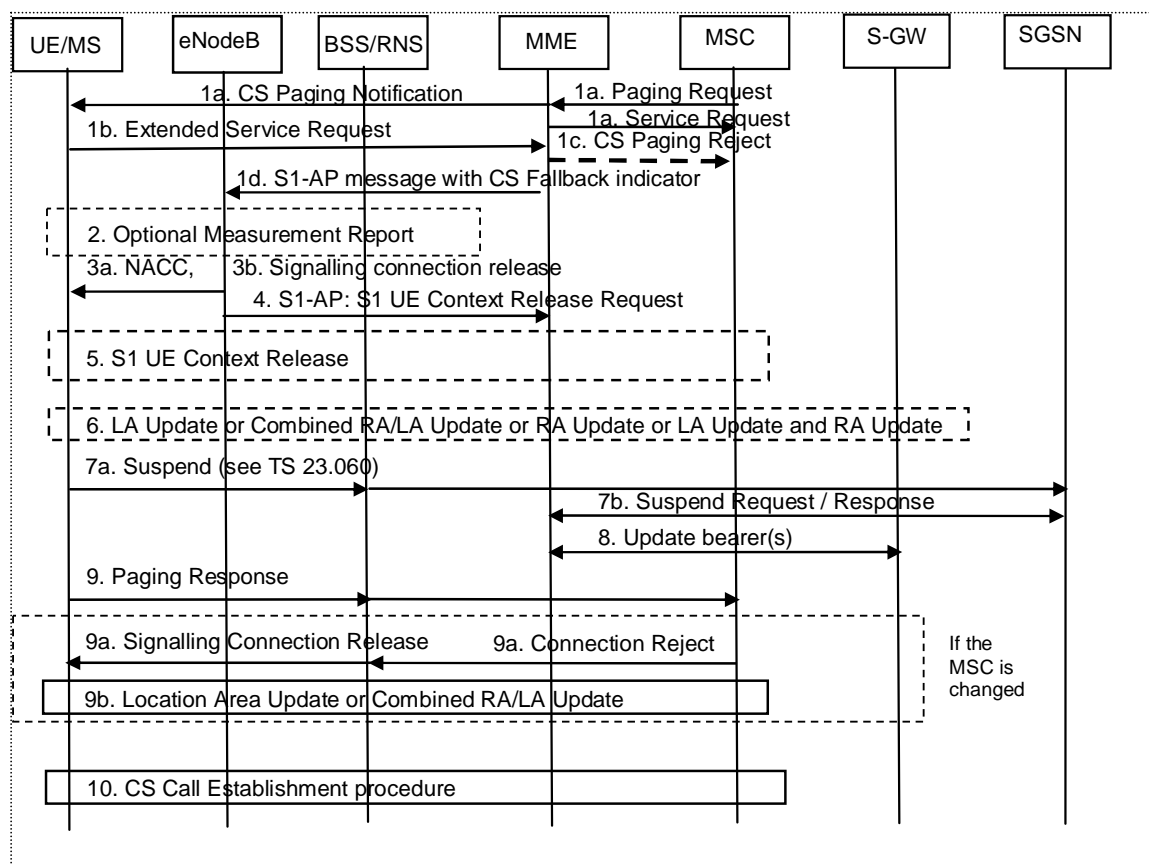 UE/MS
eNodeB
BSS/RNS
MME
MSC
S-GW
SGSN
1a. CS Paging Notification
1a. Paging Request
1a. Service Request
1b. Extended Service Request
1c. CS Paging Reject
1d. S1-AP message with CS Fallback indicator
2. Optional Measurement Report
3a. NACC,
3b. Signalling connection release
4. S1-AP: S1 UE Context Release Request
5. S1 UE Context Release
6. LA Update or Combined RA/LA Update or RA Update or LA Update and RA Update
7a. Suspend (see TS 23.060)
7b. Suspend Request / Response
8. Update bearer(s)
9. Paging Response
9a. Signalling Connection Release
9a. Connection Reject
If the
MSC is
changed
9b. Location Area Update or Combined RA/LA Update
10. CS Call Establishment procedure